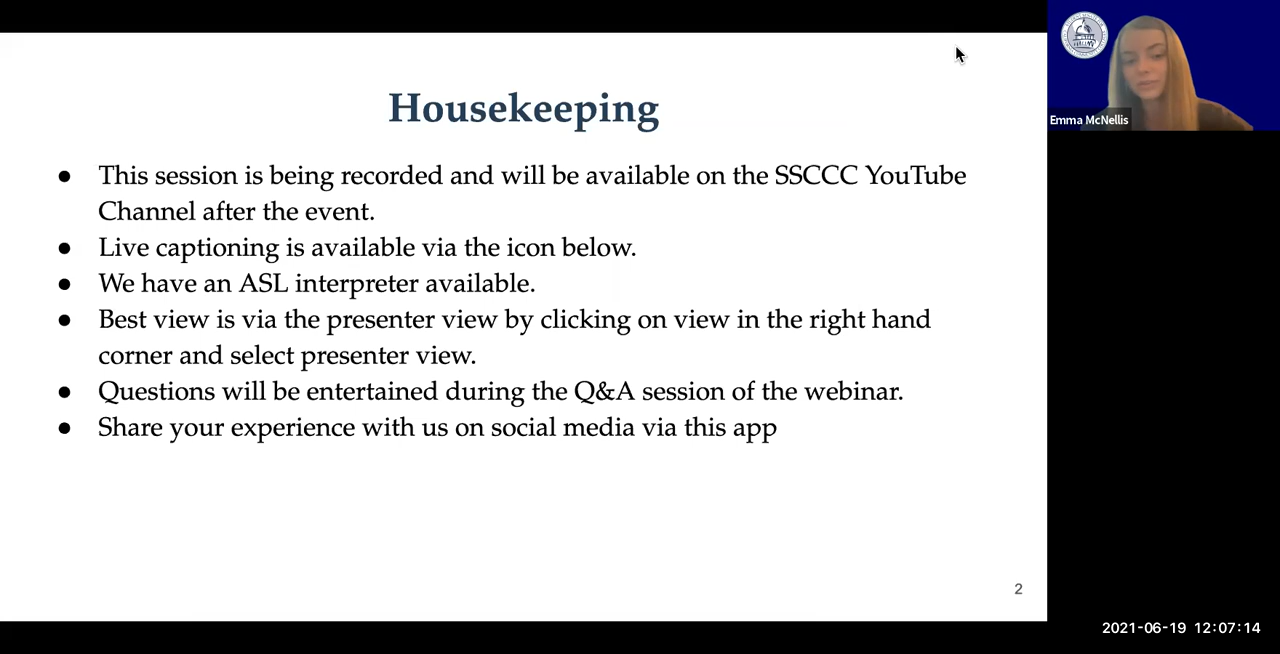 Housekeeping
● This session is being recorded and will be available on the SSCCC YouTube
Channel after the event.
● Live captioning is available via the icon below.
● We have an ASL interpreter available.
● Best view is via the presenter view by clicking on view in the right hand
corner and select presenter view.
● Questions will be entertained during the Q&A session of the webinar.
● Share your experience with us on social media via this app
2
Emma McNellis
2021-06-19 12:07:14